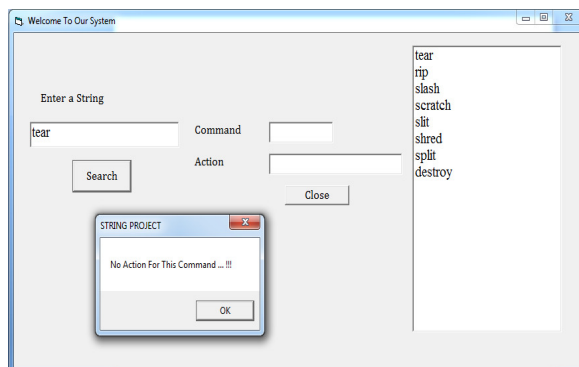 Welcome To Our System
Enter a String
tear
Search
Command
Action
Close
STRING PROJECT
No Action For This Command ... !!!
OK
tear
rip
slash
scratch
slit
shred
split
destroy